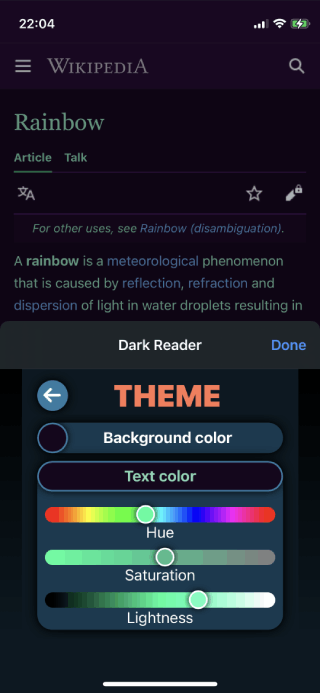 22:04
WIKIPEDIA
Rainbow
Article Talk
For other uses, see Rainbow (disambiguation).
A rainbow is a meteorological phenomenon
that is caused by reflection, refraction and
dispersion of light in water droplets resulting in
Dark Reader Done
THEME
Background color
Text color
Hue
Saturation
Lightness